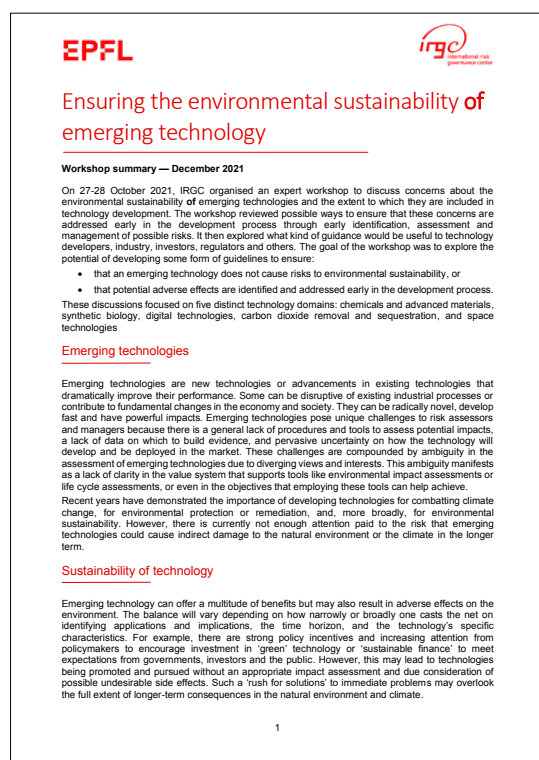 EPFL
irgc
international risk
governance center
Ensuring the environmental sustainability of
emerging technology
Workshop summary — December 2021
On 27-28 October 2021, IRGC organised an expert workshop to discuss concerns about the
environmental sustainability of emerging technologies and the extent to which they are included in
technology development. The workshop reviewed possible ways to ensure that these concerns are
addressed early in the development process through early identification, assessment and
management of possible risks. It then explored what kind of guidance would be useful to technology
developers, industry, investors, regulators and others. The goal of the workshop was to explore the
potential of developing some form of guidelines to ensure:
• that an emerging technology does not cause risks to environmental sustainability, or
• that potential adverse effects are identified and addressed early in the development process.
These discussions focused on five distinct technology domains: chemicals and advanced materials,
synthetic biology, digital technologies, carbon dioxide removal and sequestration, and space
technologies
Emerging technologies
Emerging technologies are new technologies or advancements in existing technologies that
dramatically improve their performance. Some can be disruptive of existing industrial processes or
contribute to fundamental changes in the economy and society. They can be radically novel, develop
fast and have powerful impacts. Emerging technologies pose unique challenges to risk assessors
and managers because there is a general lack of procedures and tools to assess potential impacts,
a lack of data on which to build evidence, and pervasive uncertainty on how the technology will
develop and be deployed in the market. These challenges are compounded by ambiguity in the
assessment of emerging technologies due to diverging views and interests. This ambiguity manifests
as a lack of clarity in the value system that supports tools like environmental impact assessments or
life cycle assessments, or even in the objectives that employing these tools can help achieve.
Recent years have demonstrated the importance of developing technologies for combatting climate
change, for environmental protection or remediation, and, more broadly, for environmental
sustainability. However, there is currently not enough attention paid to the risk that emerging
technologies could cause indirect damage to the natural environment or the climate in the longer
term.
Sustainability of technology
Emerging technology can offer a multitude of benefits but may also result in adverse effects on the
environment. The balance will vary depending on how narrowly or broadly one casts the net on
identifying applications and implications, the time horizon, and the technology's specific
characteristics. For example, there are strong policy incentives and increasing attention from
policymakers to encourage investment in 'green' technology or 'sustainable finance' to meet
expectations from governments, investors and the public. However, this may lead to technologies
being promoted and pursued without an appropriate impact assessment and due consideration of
possible undesirable side effects. Such a 'rush for solutions' to immediate problems may overlook
the full extent of longer-term consequences in the natural environment and climate.
1